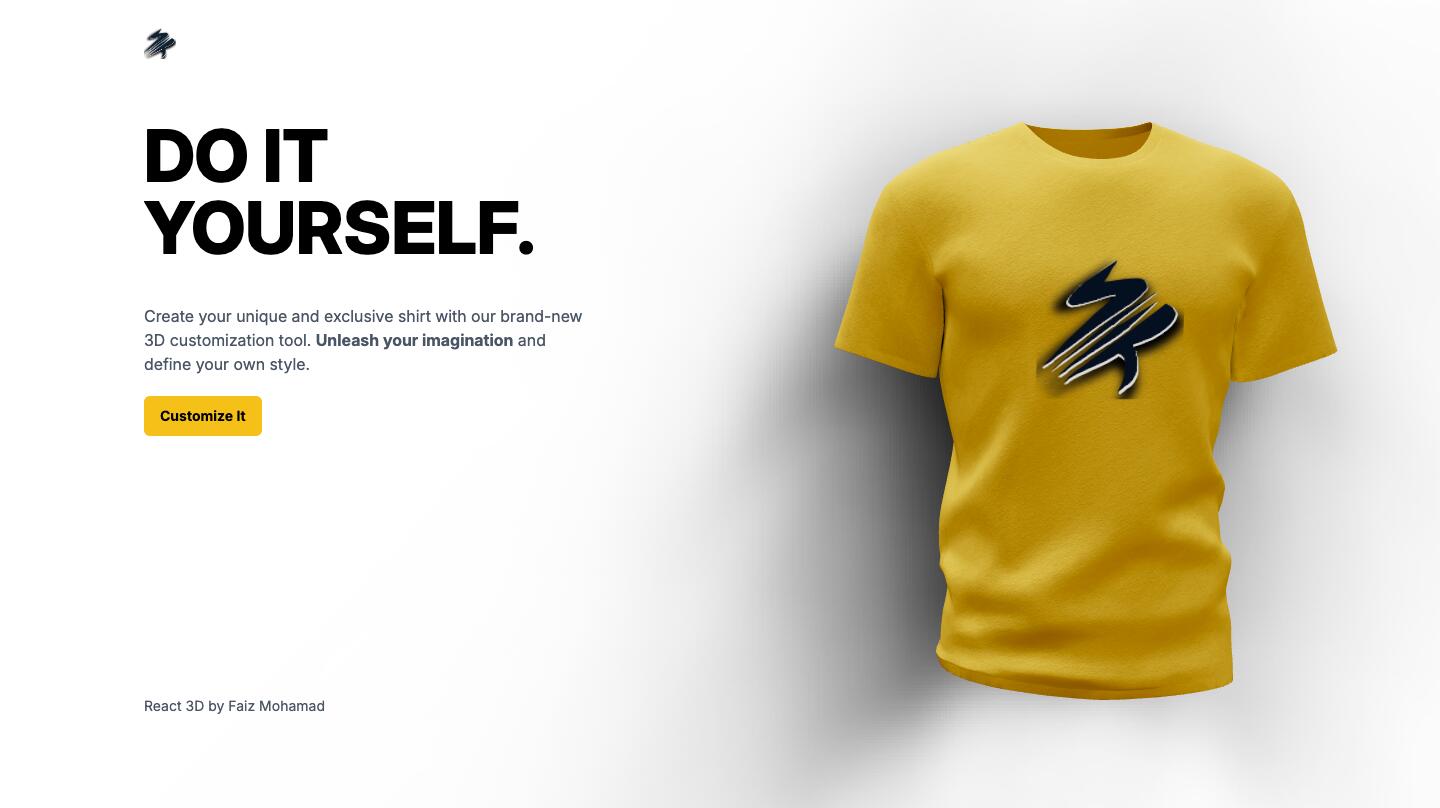 DO IT
YOURSELF.
Create your unique and exclusive shirt with our brand-new
3D customization tool. Unleash your imagination and
define your own style.
Customize It
React 3D by Faiz Mohamad